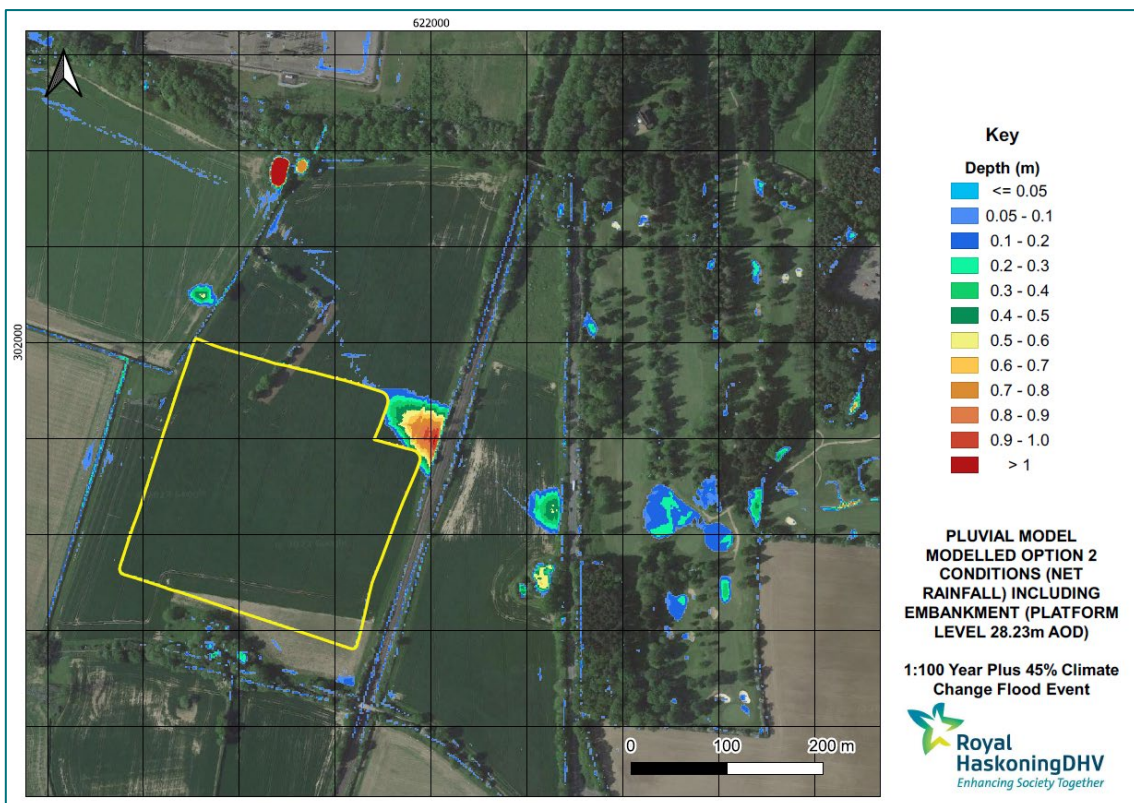 622000
302000
Key
Depth (m)
<= 0.05
0.05 - 0.1
0.1 - 0.2
0.2 - 0.3
0.3 - 0.4
0.4 - 0.5
0.5 - 0.6
0.6 - 0.7
0.7 - 0.8
0.8 - 0.9
0.9 - 1.0
> 1
PLUVIAL MODEL
MODELLED OPTION 2
CONDITIONS (NET
RAINFALL) INCLUDING
EMBANKMENT (PLATFORM
LEVEL 28.23m AOD)
1:100 Year Plus 45% Climate
Change Flood Event
0 100 200 m
Royal
HaskoningDHV
Enhancing Society Together